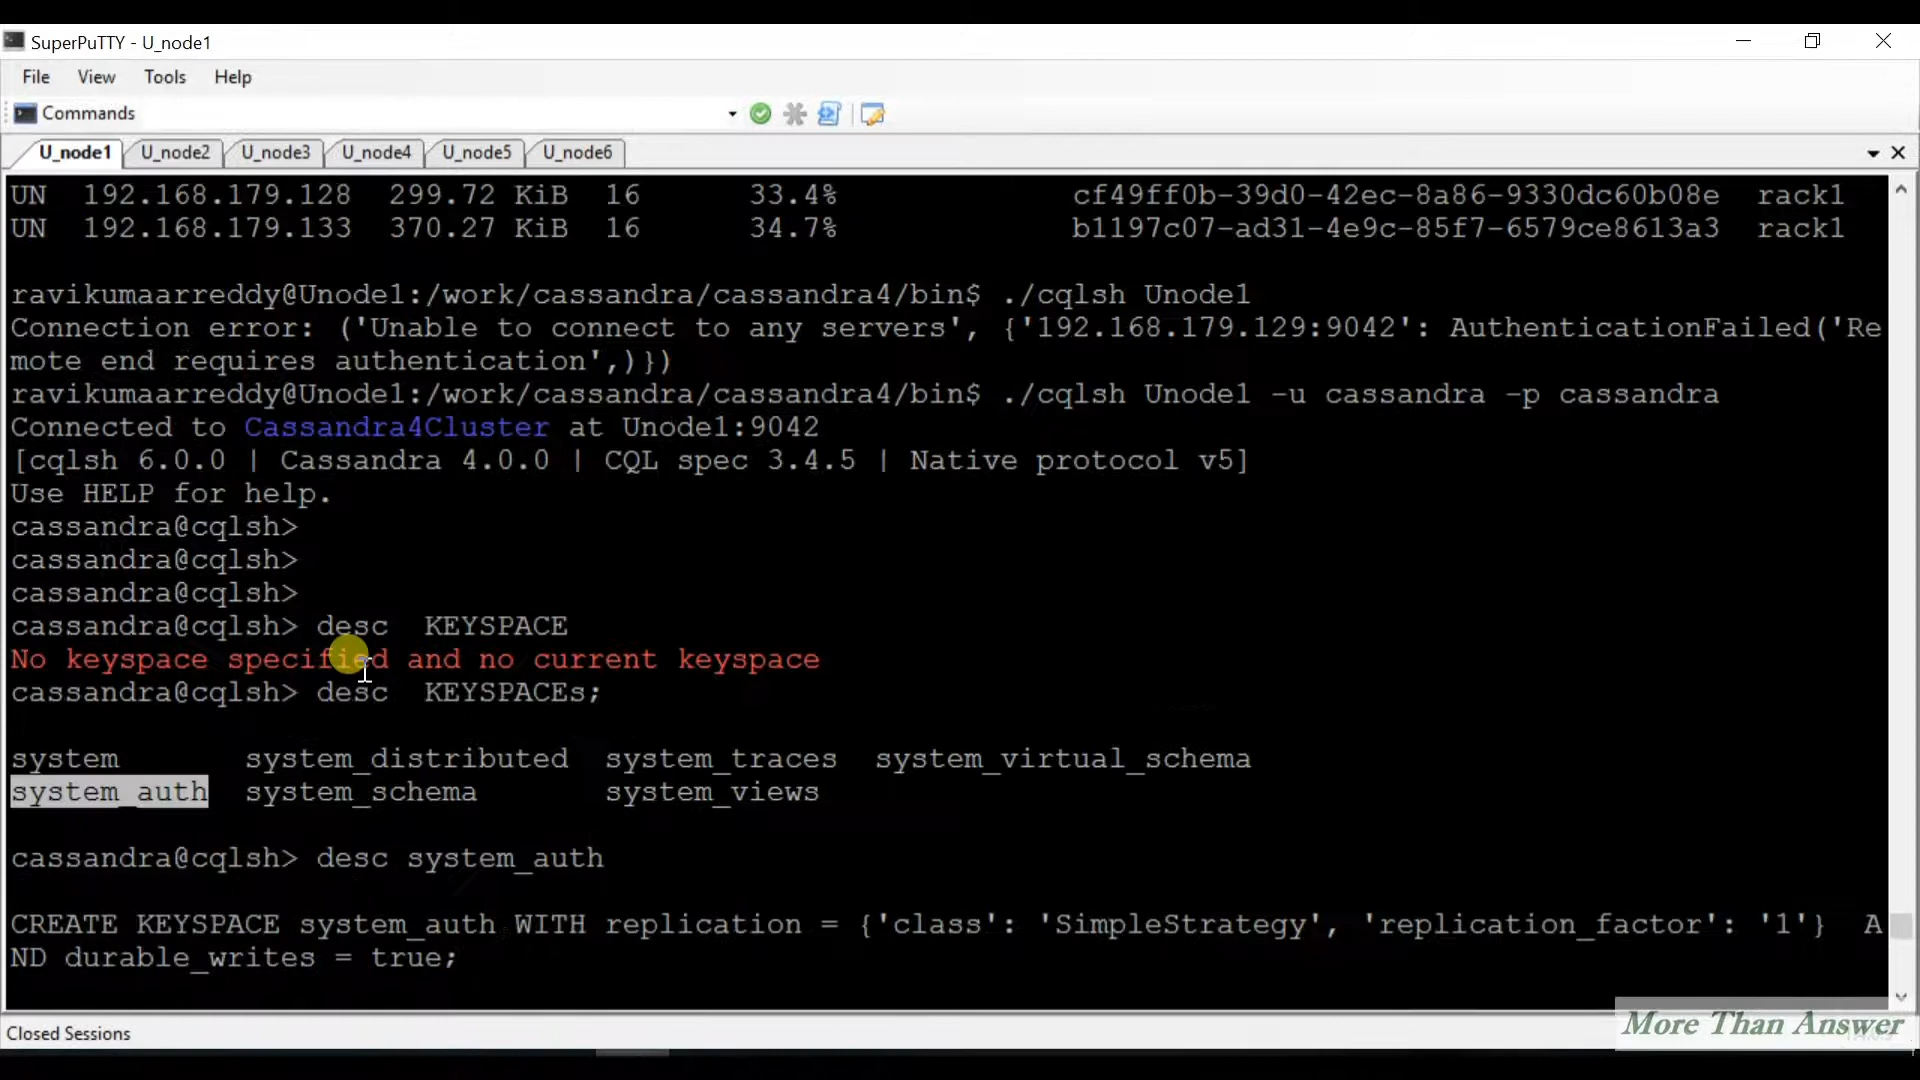 SuperPuTTY - U_node1
File View Tools Help
Commands
U_node1 U_node2 U_node3 U_node4 U_node5 U_node6
UN 192.168.179.128 299.72 KiB 16 33.4% cf49ff0b-39d0-42ec-8a86-9330dc60b08e rack1
UN 192.168.179.133 370.27 KiB 16 34.7% b1197c07-ad31-4e9c-85f7-6579ce8613a3 rack1
ravikumaarreddy@Unode1:/work/cassandra/cassandra4/bin$ ./cqlsh Unode1
Connection error: ('Unable to connect to any servers', {'192.168.179.129:9042': AuthenticationFailed('Re
mote end requires authentication',)})
ravikumaarreddy@Unode1:/work/cassandra/cassandra4/bin$ ./cqlsh Unode1 -u cassandra -p cassandra
Connected to Cassandra4Cluster at Unode1:9042
[cqlsh 6.0.0 | Cassandra 4.0.0 | CQL spec 3.4.5 | Native protocol v5]
Use HELP for help.
cassandra@cqlsh>
cassandra@cqlsh>
cassandra@cqlsh>
cassandra@cqlsh> desc KEYSPACE
No keyspace specified and no current keyspace
cassandra@cqlsh> desc KEYSPACEs;
system system_distributed system_traces system_virtual_schema
system_auth system_schema system_views
cassandra@cqlsh> desc system_auth
CREATE KEYSPACE system_auth WITH replication = {'class': 'SimpleStrategy', 'replication_factor': '1'} A
ND durable_writes = true;
Closed Sessions
More Than Answer